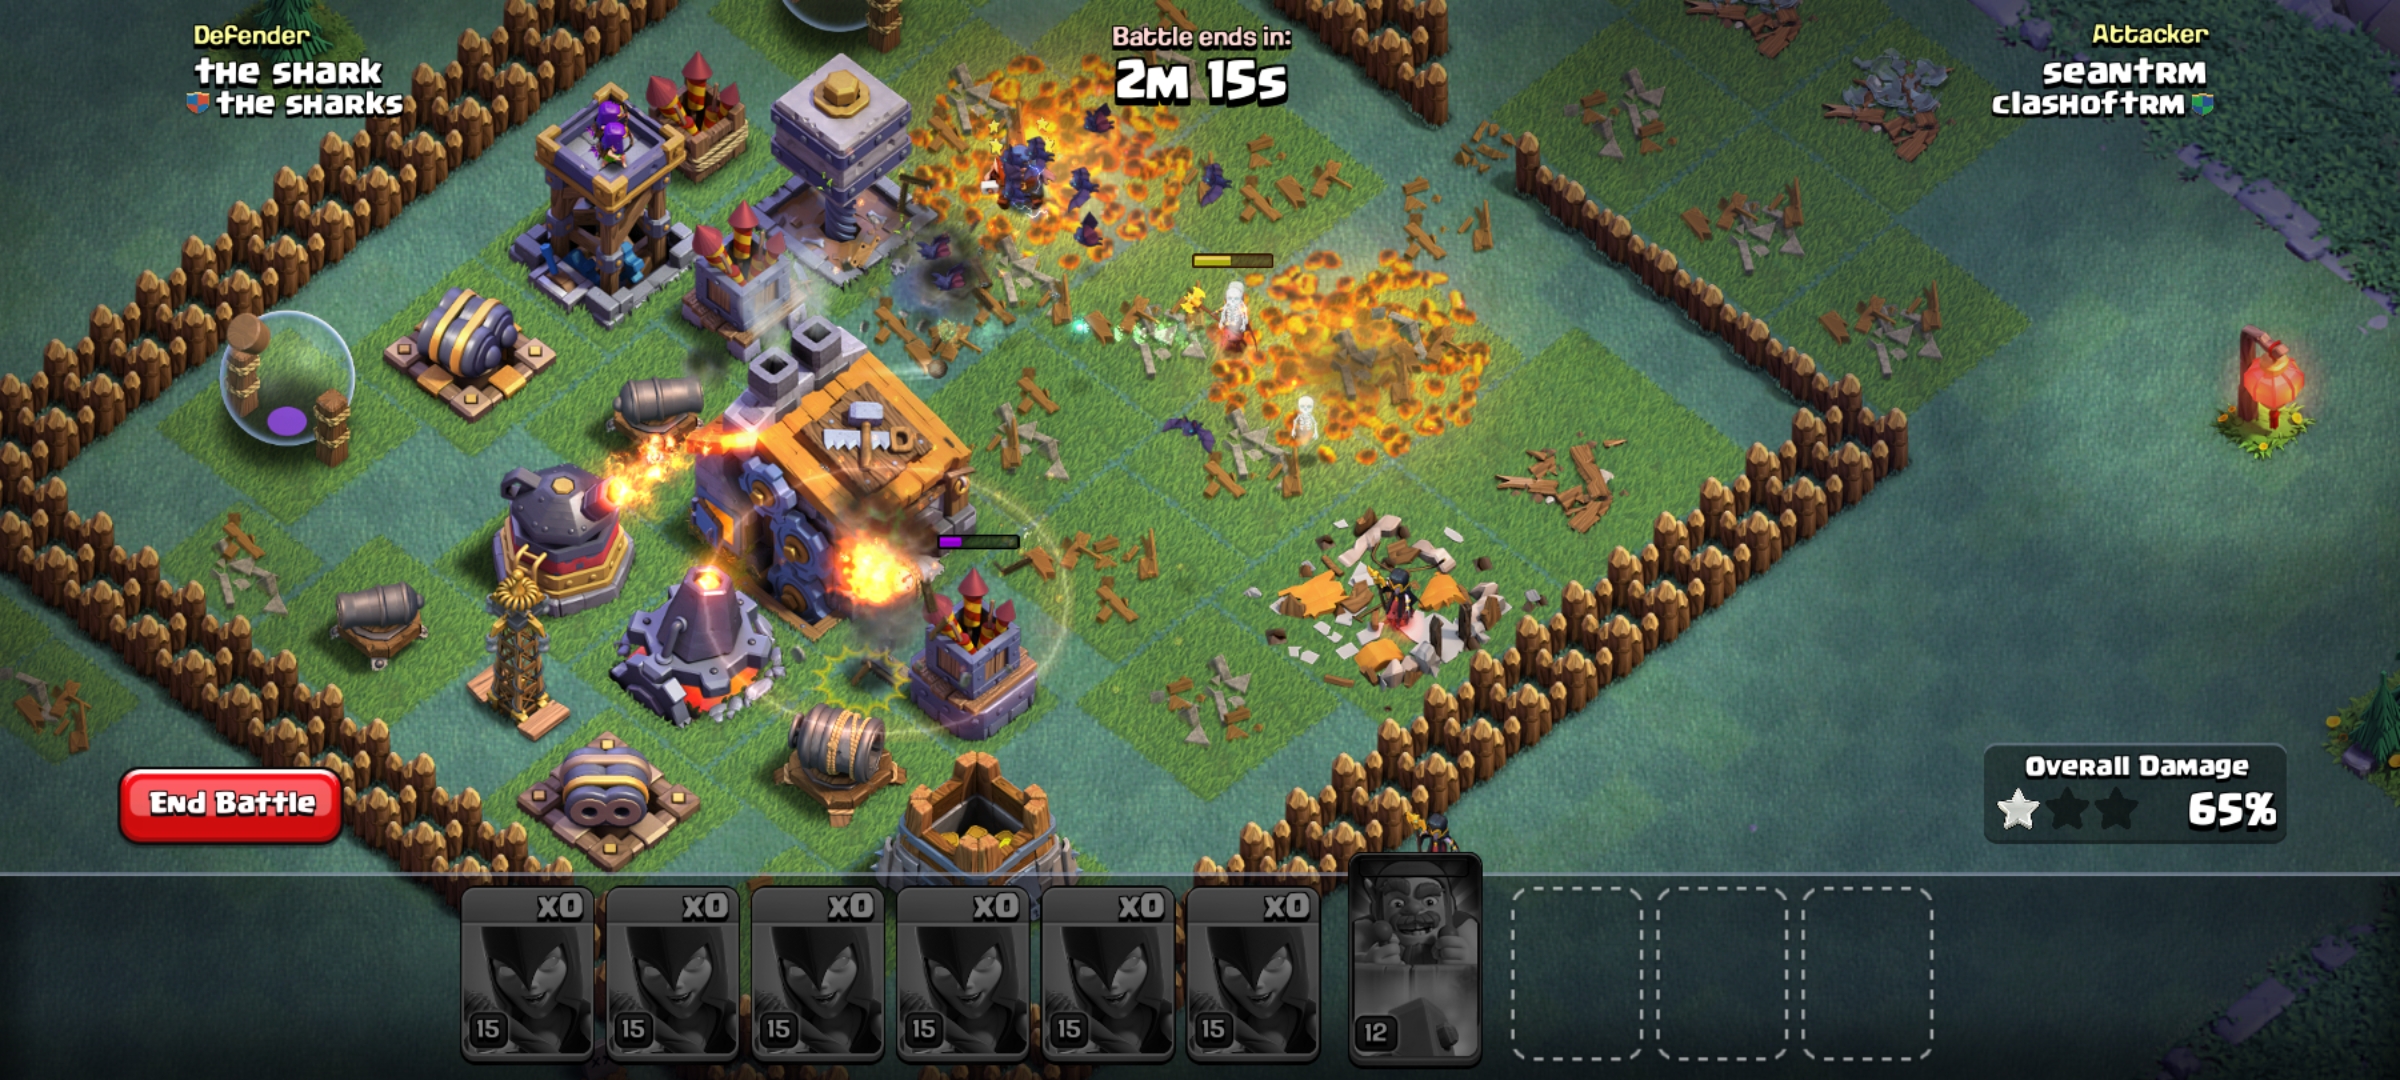 Defender
the shark
the sharks
Battle ends in:
2M 15s
Attacker
seantrm
clashoftrm
End Battle
Overall Damage
65%
x0
x0
x0
x0
x0
x0
15
15
15
15
15
15
12